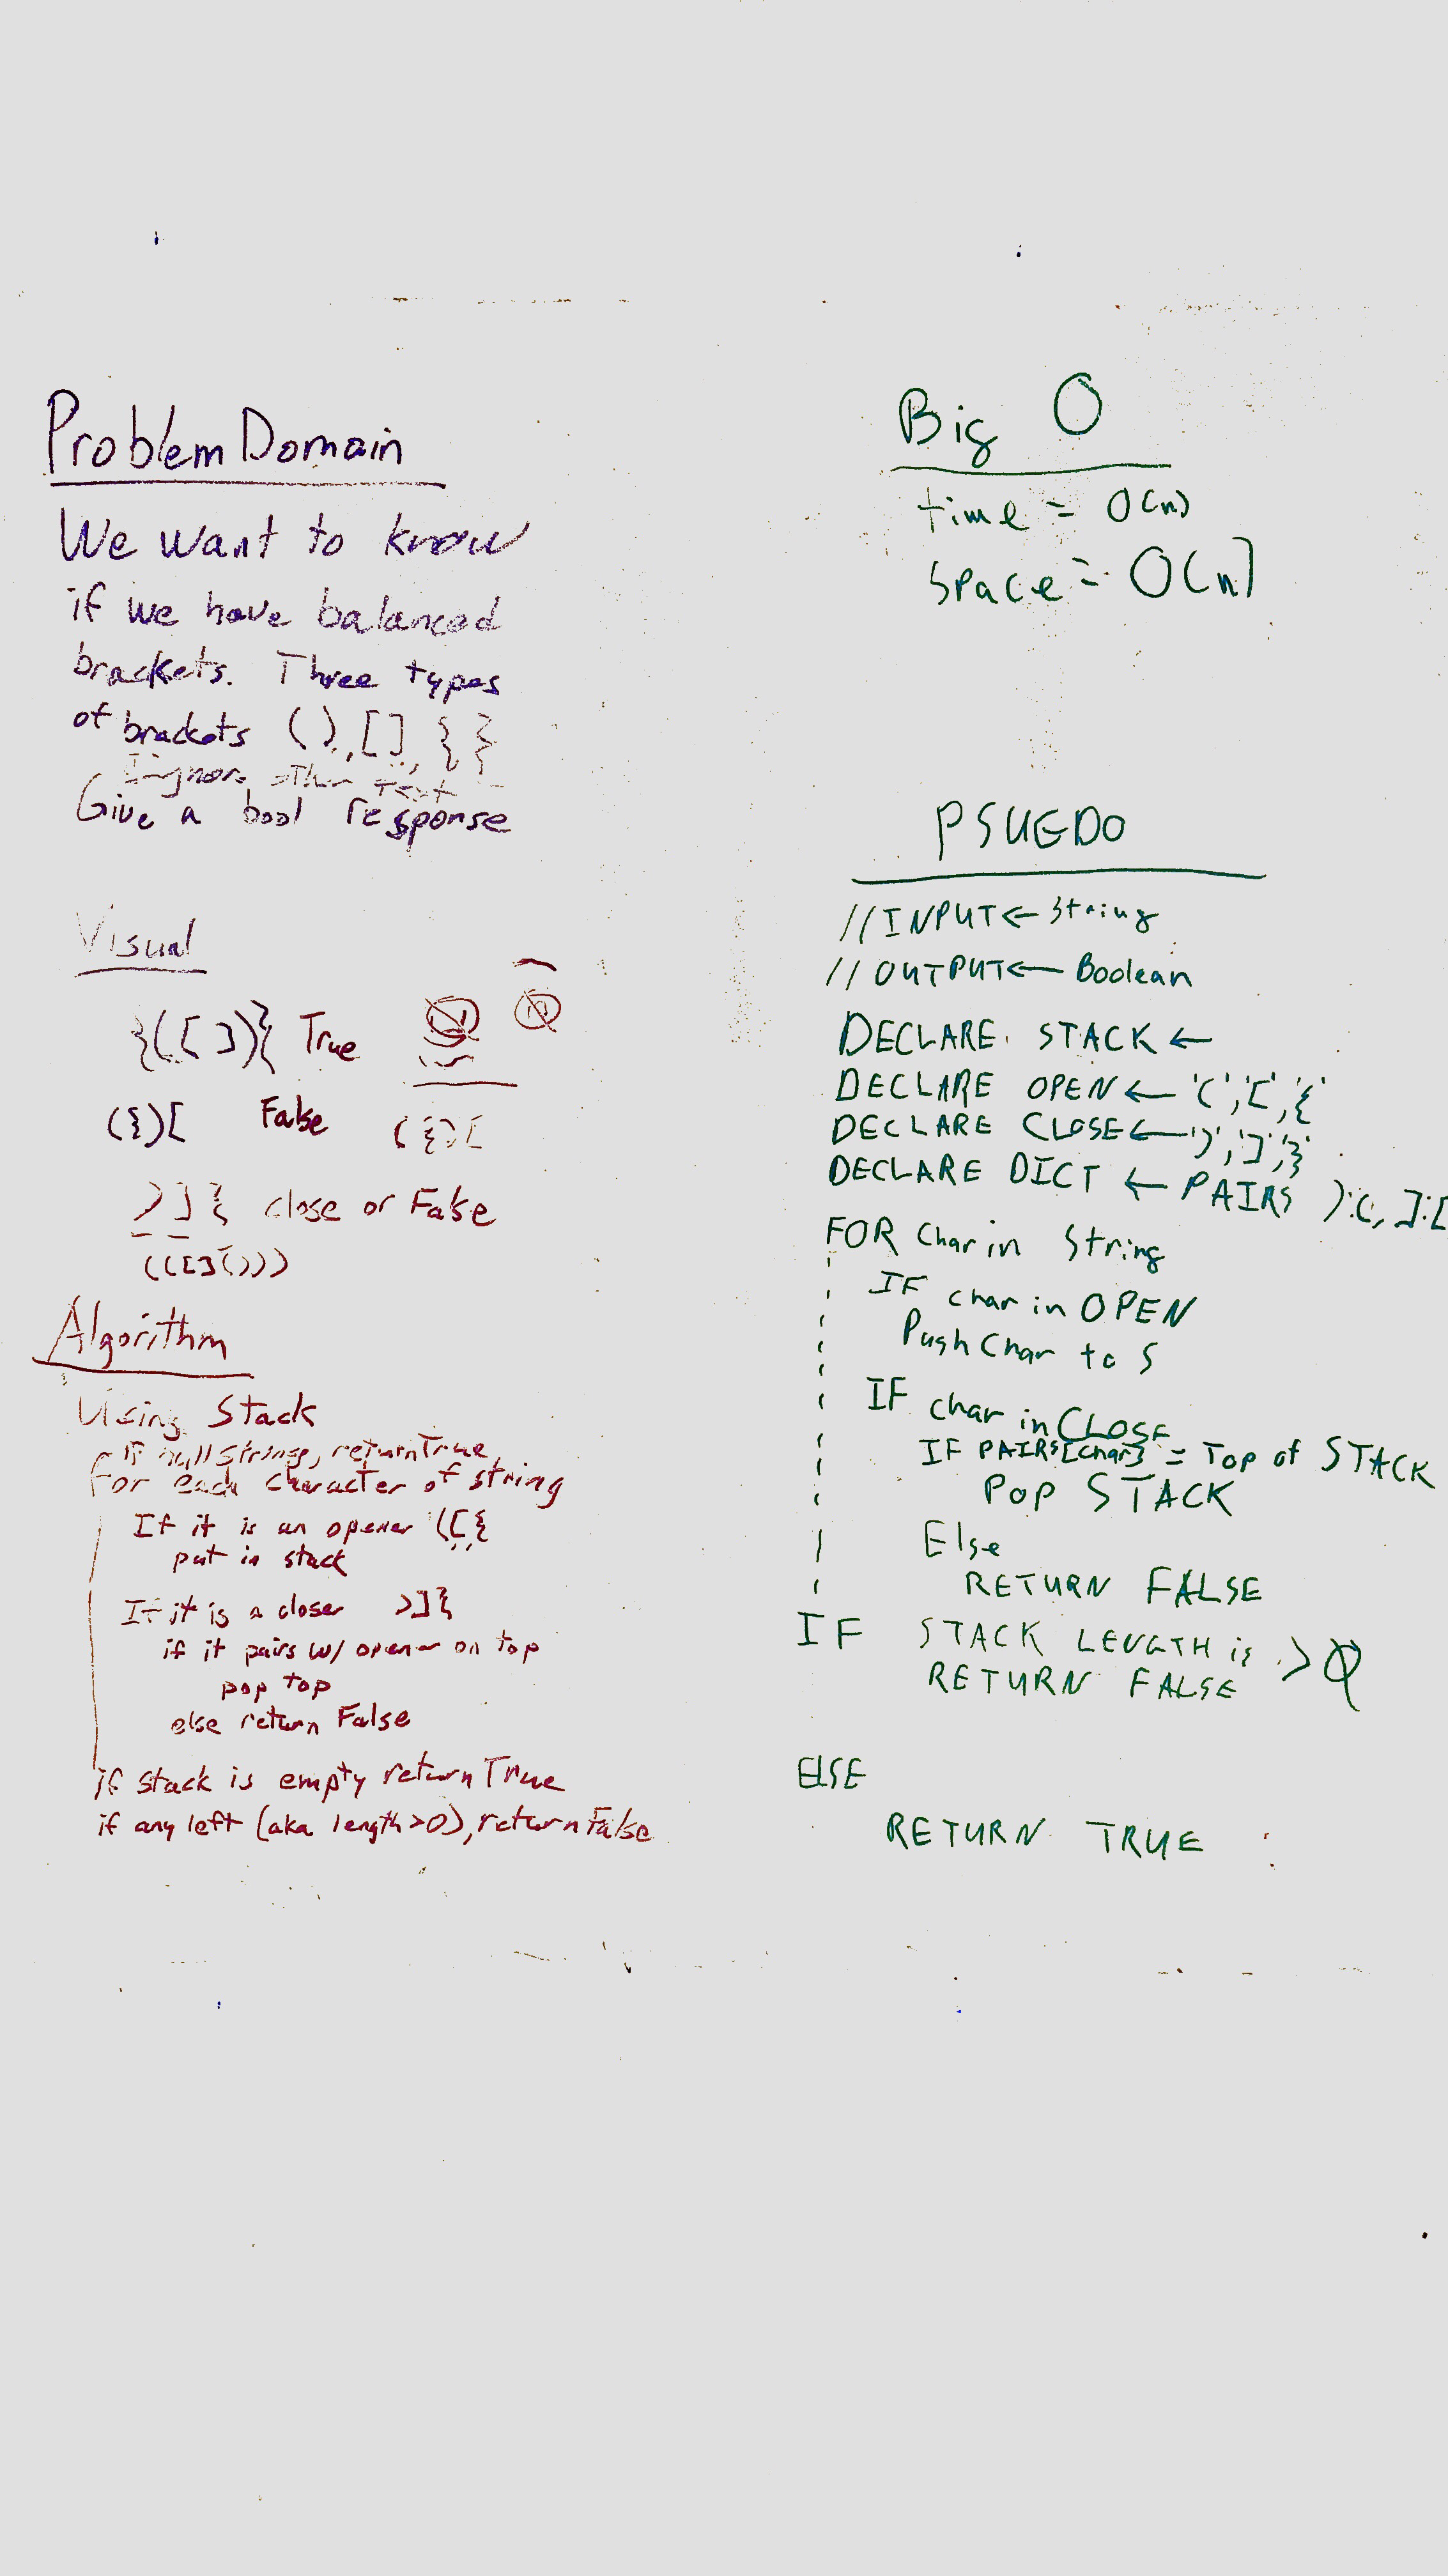 Problem Domain
We want to know
if we have balanced
brackets. Three types
of brackets (), [], {}
Ignore other Text
Give a bool response
Visual
{([])} True
({)[ False ({)[
)]} close or False
(([]()))
Algorithm
Using Stack
if null strings, return True
For each character of string
If it is an opener ([{
put in stack
If it is a closer )]}
if it pairs w/ opener on top
pop top
else return False
if stack is empty return True
if any left (aka length>0), return False
Big O
time = O(n)
space = O(n)
PSUEDO
//INPUT← String
//OUTPUT← Boolean
DECLARE STACK ←
DECLARE OPEN ← '(','[','{'
DECLARE CLOSE ← ')',']','}'
DECLARE DICT ← PAIRS ):(, ]:[
FOR char in String
IF char in OPEN
Push Char to S
IF char in CLOSE
IF PAIRS[char] = Top of STACK
POP STACK
Else
RETURN FALSE
IF STACK LENGTH is > 0
RETURN FALSE
ELSE
RETURN TRUE